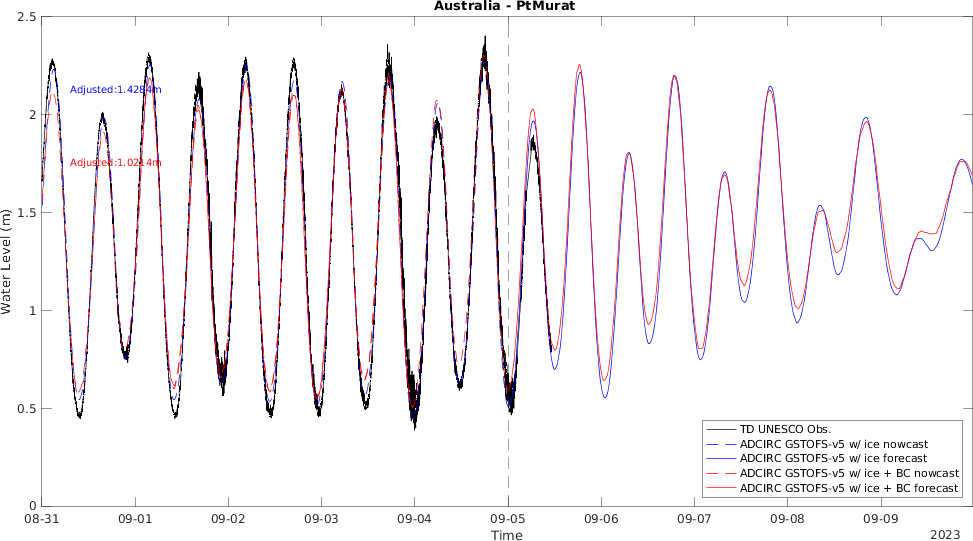 Australia - PtMurat
2.5
2
1.5
1
0.5
0
Water Level (m)
Adjusted:1.4284m
Adjusted:1.0214m
TD UNESCO Obs.
ADCIRC GSTOFS-v5 w/ ice nowcast
ADCIRC GSTOFS-v5 w/ ice forecast
ADCIRC GSTOFS-v5 w/ ice + BC nowcast
ADCIRC GSTOFS-v5 w/ ice + BC forecast
08-31 09-01 09-02 09-03 09-04 09-05 09-06 09-07 09-08 09-09
Time
2023